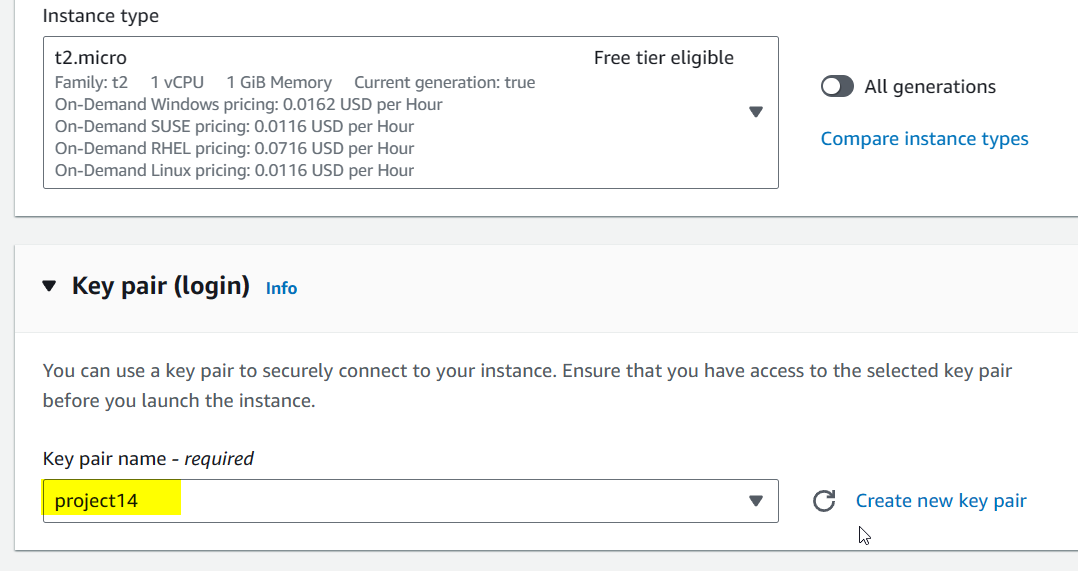 Instance type
t2.micro Free tier eligible
Family: t2 1 vCPU 1 GiB Memory Current generation: true
On-Demand Windows pricing: 0.0162 USD per Hour
On-Demand SUSE pricing: 0.0116 USD per Hour
On-Demand RHEL pricing: 0.0716 USD per Hour
On-Demand Linux pricing: 0.0116 USD per Hour
All generations
Compare instance types
Key pair (login) Info
You can use a key pair to securely connect to your instance. Ensure that you have access to the selected key pair
before you launch the instance.
Key pair name - required
project14
Create new key pair